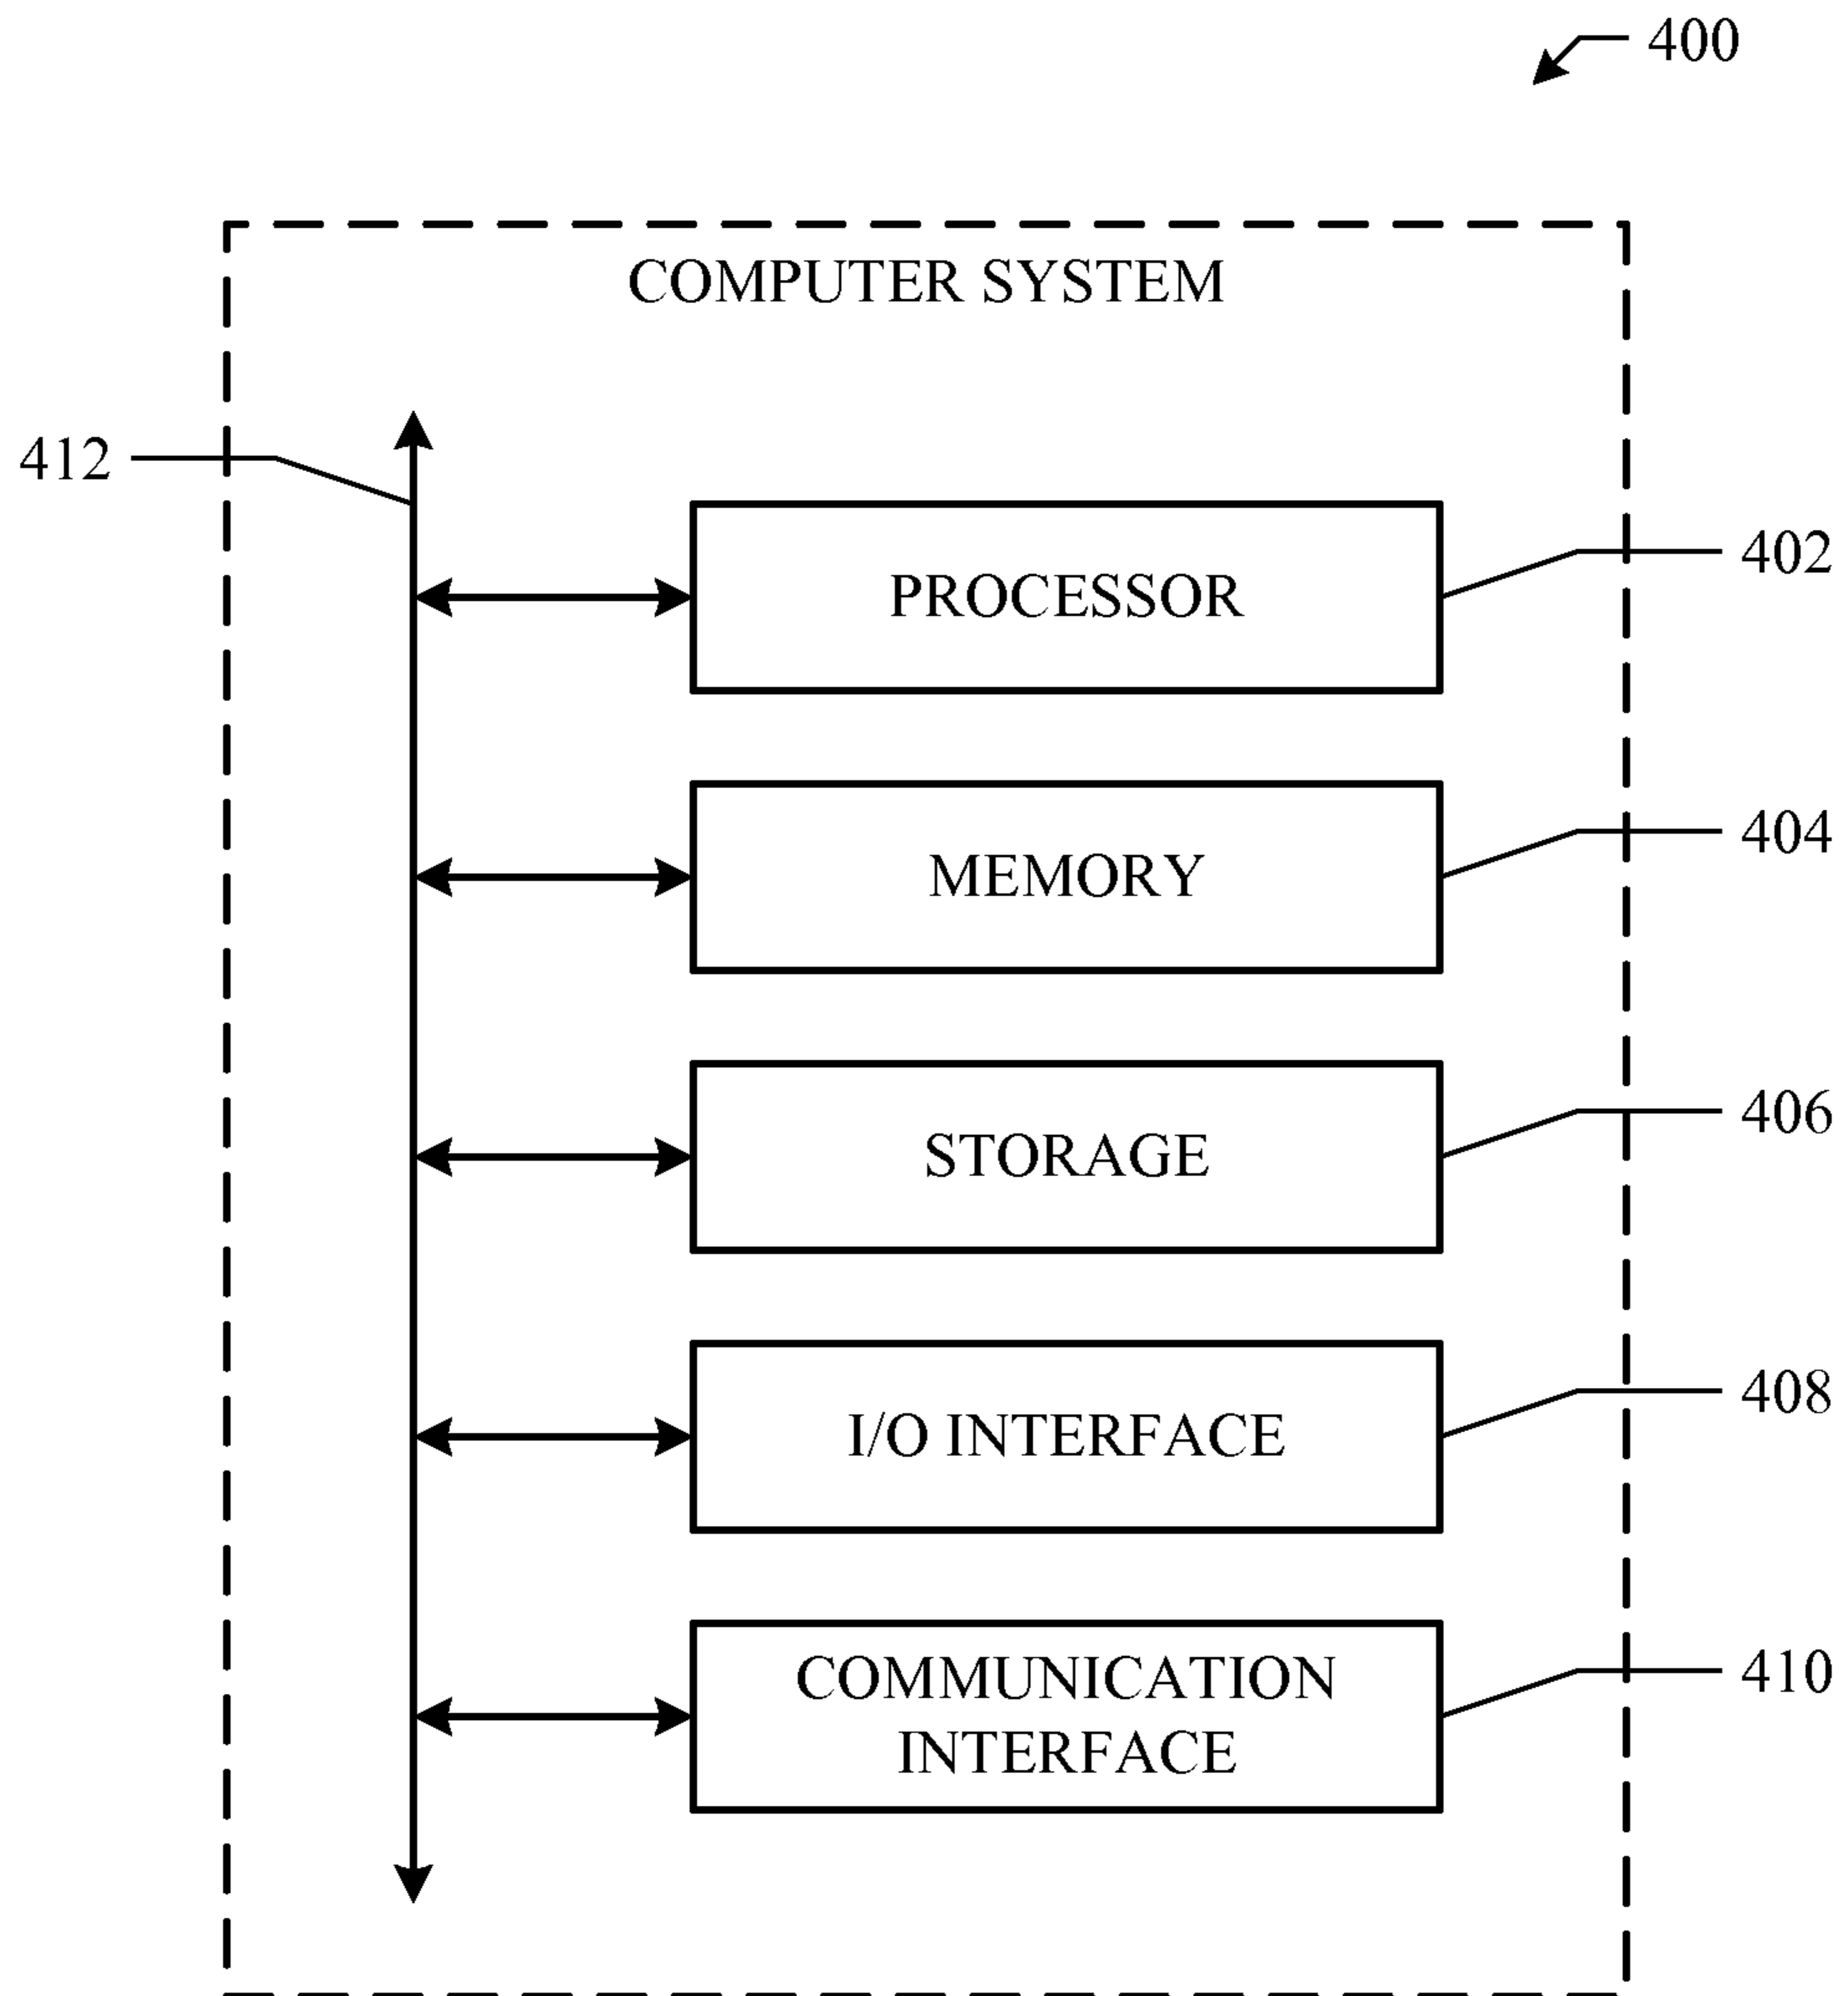 400
COMPUTER SYSTEM
412
PROCESSOR
402
MEMORY
404
STORAGE
406
I/O INTERFACE
408
COMMUNICATION
INTERFACE
410